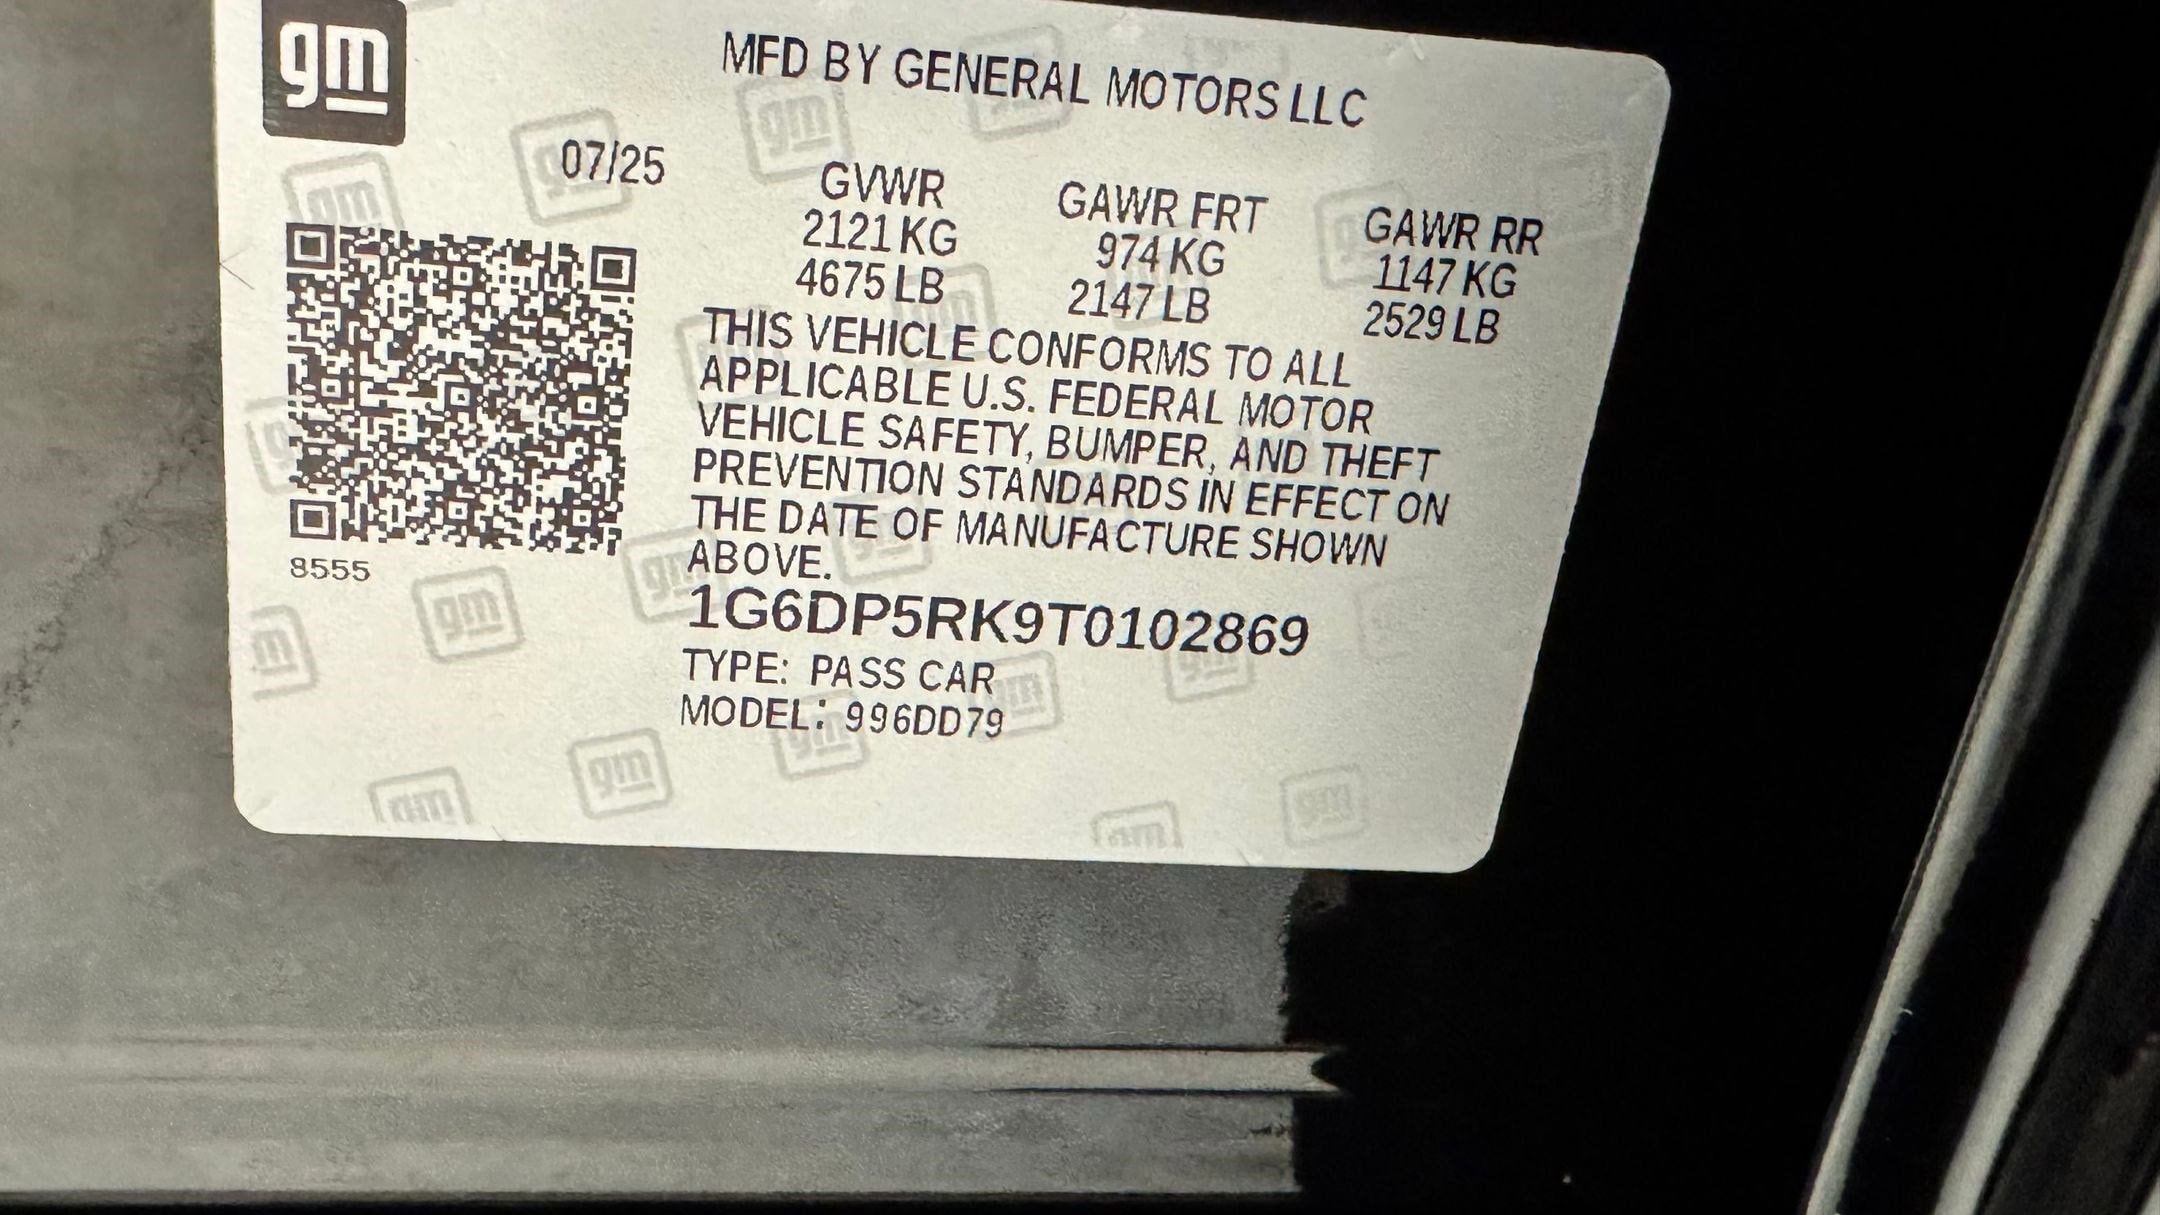 gm
MFD BY GENERAL MOTORS LLC
07/25
GVWR GAWR FRT GAWR RR
2121 KG 974 KG 1147 KG
4675 LB 2147 LB 2529 LB
THIS VEHICLE CONFORMS TO ALL
APPLICABLE U.S. FEDERAL MOTOR
VEHICLE SAFETY, BUMPER, AND THEFT
PREVENTION STANDARDS IN EFFECT ON
THE DATE OF MANUFACTURE SHOWN
ABOVE.
8555
1G6DP5RK9T0102869
TYPE: PASS CAR
MODEL: 996DD79